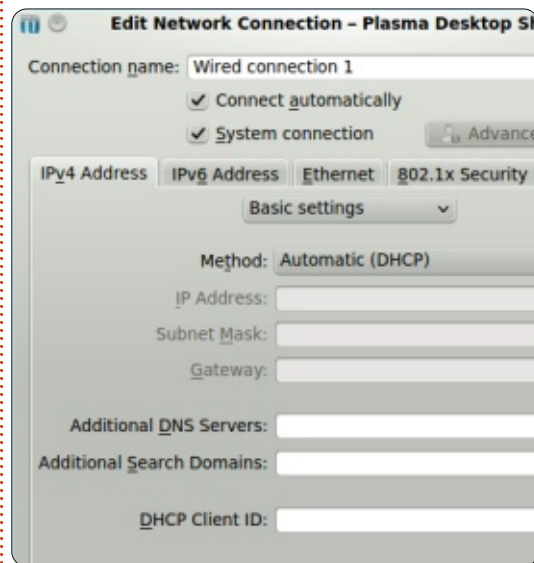 Edit Network Connection – Plasma Desktop Sh
Connection name: Wired connection 1
Connect automatically
System connection Advance
IPv4 Address IPv6 Address Ethernet 802.1x Security
Basic settings
Method: Automatic (DHCP)
IP Address:
Subnet Mask:
Gateway:
Additional DNS Servers:
Additional Search Domains:
DHCP Client ID: